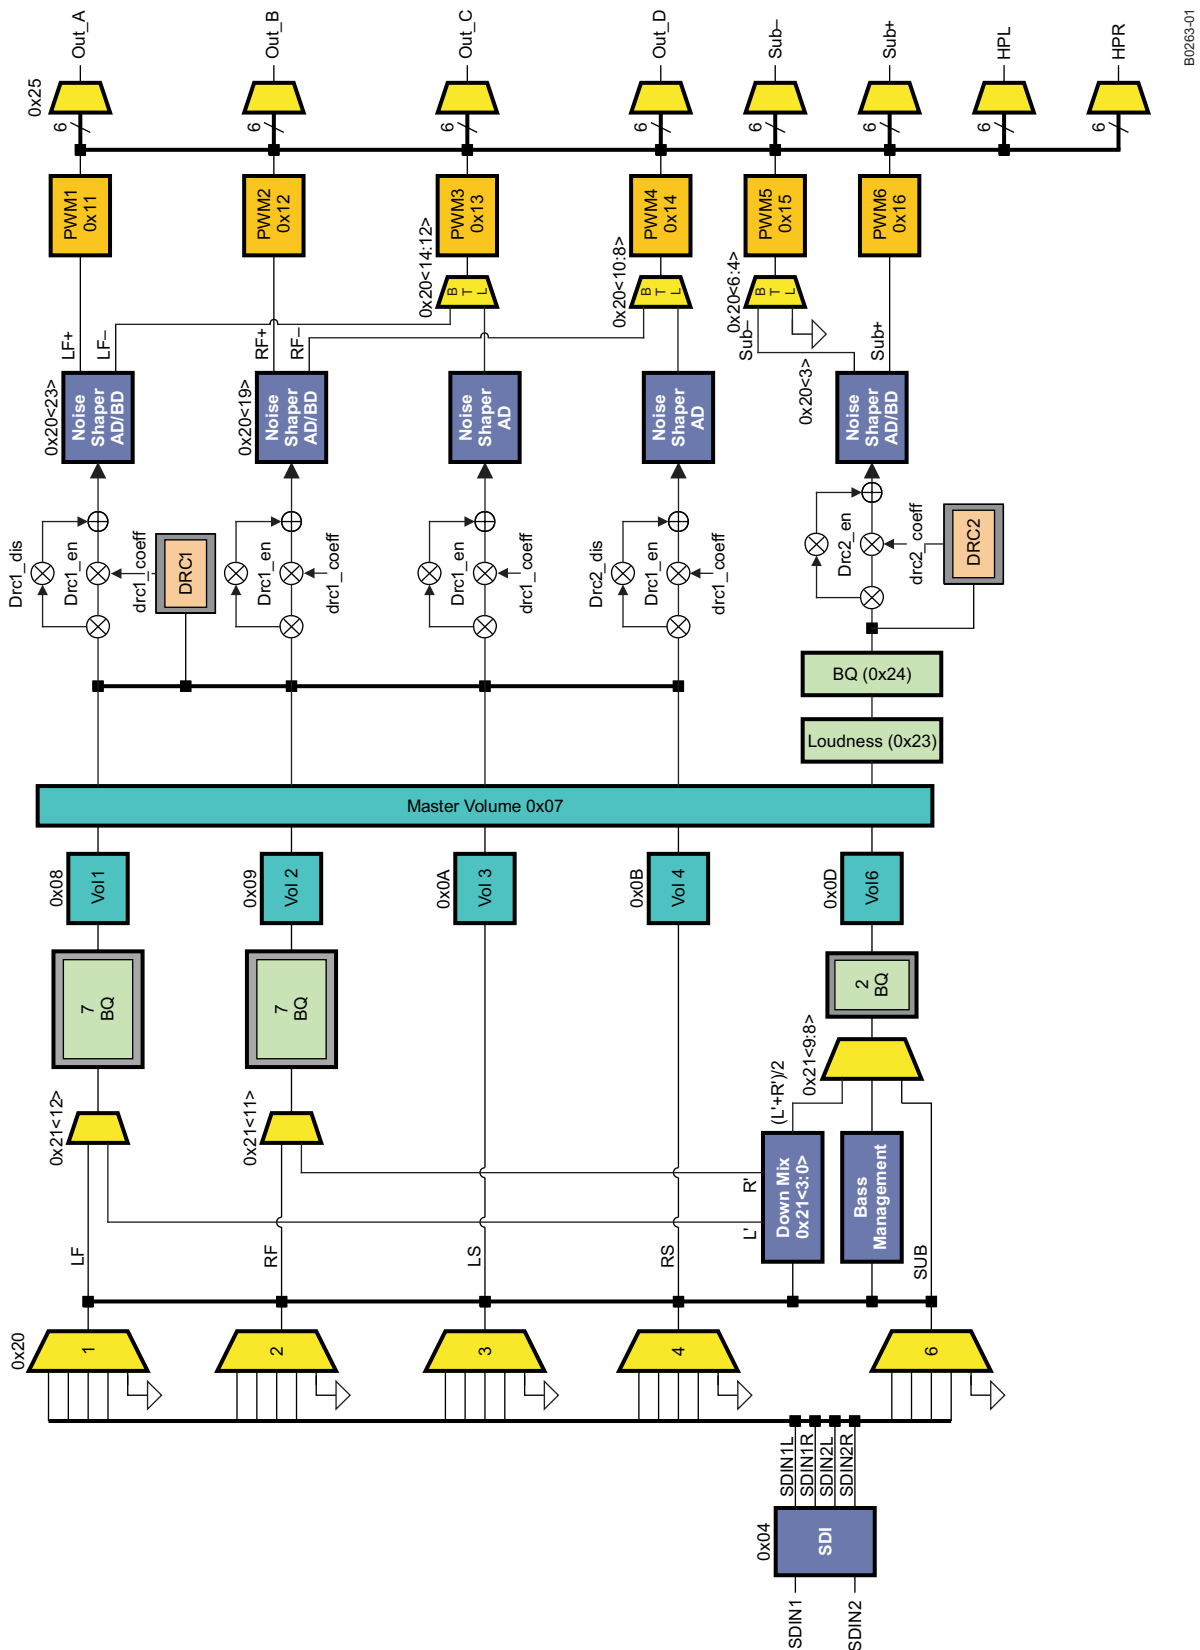 SDIN1
SDIN2
0x04
SDI
SDIN1L
SDIN1R
SDIN2L
SDIN2R
0x20
1
2
3
4
6
LF
RF
LS
RS
SUB
L'
R'
Down Mix
0x21<3:0>
Bass
Management
(L'+R')/2
0x21<12>
0x21<11>
0x21<9:8>
7
BQ
7
BQ
2
BQ
0x08
Vol1
0x09
Vol 2
0x0A
Vol 3
0x0B
Vol 4
0x0D
Vol6
Master Volume 0x07
Loudness (0x23)
BQ (0x24)
Drc1_dis
Drc1_en
drc1_coeff
DRC1
Drc1_en
drc1_coeff
drc1_coeff
Drc2_dis
Drc1_en
drc1_coeff
Drc2_en
drc2_coeff
DRC2
0x20<23>
Noise
Shaper
AD/BD
0x20<19>
Noise
Shaper
AD/BD
Noise
Shaper
AD
Noise
Shaper
AD
0x20<3>
Noise
Shaper
AD/BD
LF+
LF–
RF+
RF–
Sub–
Sub+
0x20<14:12>
B
T
L
0x20<10:8>
B
T
L
0x20<6:4>
B
T
L
PWM1
0x11
PWM2
0x12
PWM3
0x13
PWM4
0x14
PWM5
0x15
PWM6
0x16
0x25
6
6
6
6
6
6
6
6
Out_A
Out_B
Out_C
Out_D
Sub–
Sub+
HPL
HPR
B0263-01